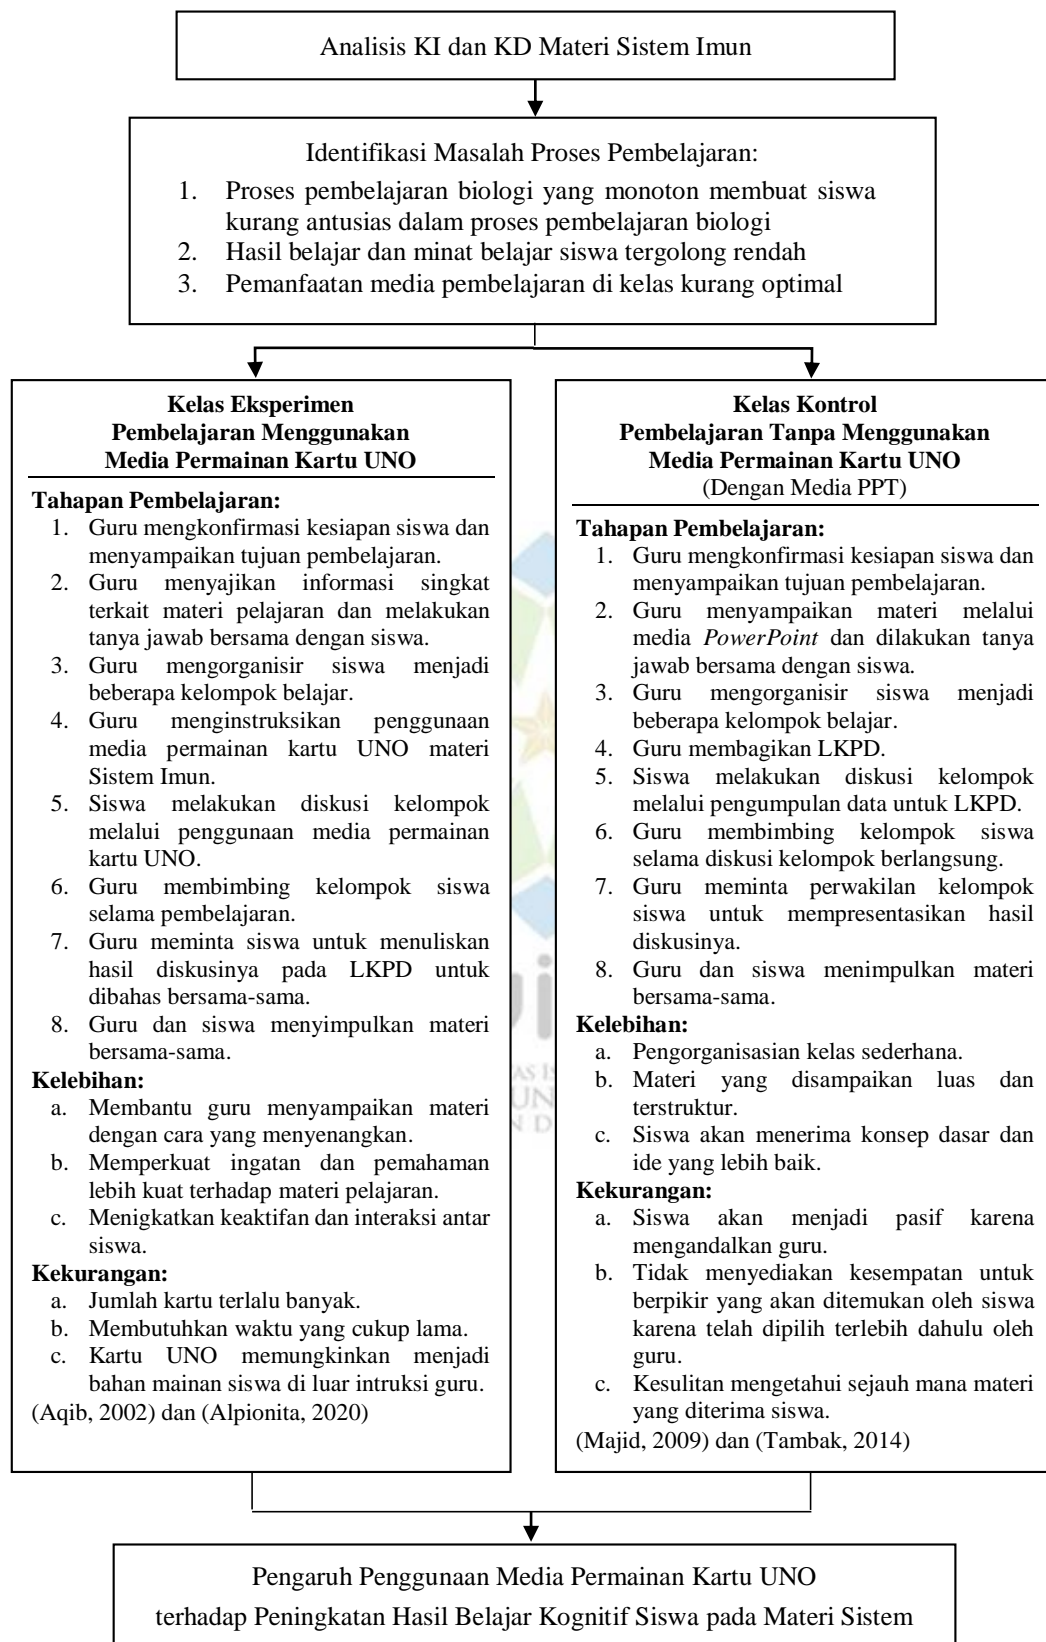 Analisis KI dan KD Materi Sistem Imun
Identifikasi Masalah Proses Pembelajaran:
1. Proses pembelajaran biologi yang monoton membuat siswa
kurang antusias dalam proses pembelajaran biologi
2. Hasil belajar dan minat belajar siswa tergolong rendah
3. Pemanfaatan media pembelajaran di kelas kurang optimal
Kelas Eksperimen
Pembelajaran Menggunakan
Media Permainan Kartu UNO
Tahapan Pembelajaran:
1. Guru mengkonfirmasi kesiapan siswa dan
menyampaikan tujuan pembelajaran.
2. Guru menyajikan informasi singkat
terkait materi pelajaran dan melakukan
tanya jawab bersama dengan siswa.
3. Guru mengorganisir siswa menjadi
beberapa kelompok belajar.
4. Guru menginstruksikan penggunaan
media permainan kartu UNO materi
Sistem Imun.
5. Siswa melakukan diskusi kelompok
melalui penggunaan media permainan
kartu UNO.
6. Guru membimbing kelompok siswa
selama pembelajaran.
7. Guru meminta siswa untuk menuliskan
hasil diskusinya pada LKPD untuk
dibahas bersama-sama.
8. Guru dan siswa menyimpulkan materi
bersama-sama.
Kelebihan:
a. Membantu guru menyampaikan materi
dengan cara yang menyenangkan.
b. Memperkuat ingatan dan pemahaman
lebih kuat terhadap materi pelajaran.
c. Menigkatkan keaktifan dan interaksi antar
siswa.
Kekurangan:
a. Jumlah kartu terlalu banyak.
b. Membutuhkan waktu yang cukup lama.
c. Kartu UNO memungkinkan menjadi
bahan mainan siswa di luar intruksi guru.
(Aqib, 2002) dan (Alpionita, 2020)
Kelas Kontrol
Pembelajaran Tanpa Menggunakan
Media Permainan Kartu UNO
(Dengan Media PPT)
Tahapan Pembelajaran:
1. Guru mengkonfirmasi kesiapan siswa dan
menyampaikan tujuan pembelajaran.
2. Guru menyampaikan materi melalui
media PowerPoint dan dilakukan tanya
jawab bersama dengan siswa.
3. Guru mengorganisir siswa menjadi
beberapa kelompok belajar.
4. Guru membagikan LKPD.
5. Siswa melakukan diskusi kelompok
melalui pengumpulan data untuk LKPD.
6. Guru membimbing kelompok siswa
selama diskusi kelompok berlangsung.
7. Guru meminta perwakilan kelompok
siswa untuk mempresentasikan hasil
diskusinya.
8. Guru dan siswa menimpulkan materi
bersama-sama.
Kelebihan:
a. Pengorganisasian kelas sederhana.
b. Materi yang disampaikan luas dan
terstruktur.
c. Siswa akan menerima konsep dasar dan
ide yang lebih baik.
Kekurangan:
a. Siswa akan menjadi pasif karena
mengandalkan guru.
b. Tidak menyediakan kesempatan untuk
berpikir yang akan ditemukan oleh siswa
karena telah dipilih terlebih dahulu oleh
guru.
c. Kesulitan mengetahui sejauh mana materi
yang diterima siswa.
(Majid, 2009) dan (Tambak, 2014)
Pengaruh Penggunaan Media Permainan Kartu UNO
terhadap Peningkatan Hasil Belajar Kognitif Siswa pada Materi Sistem